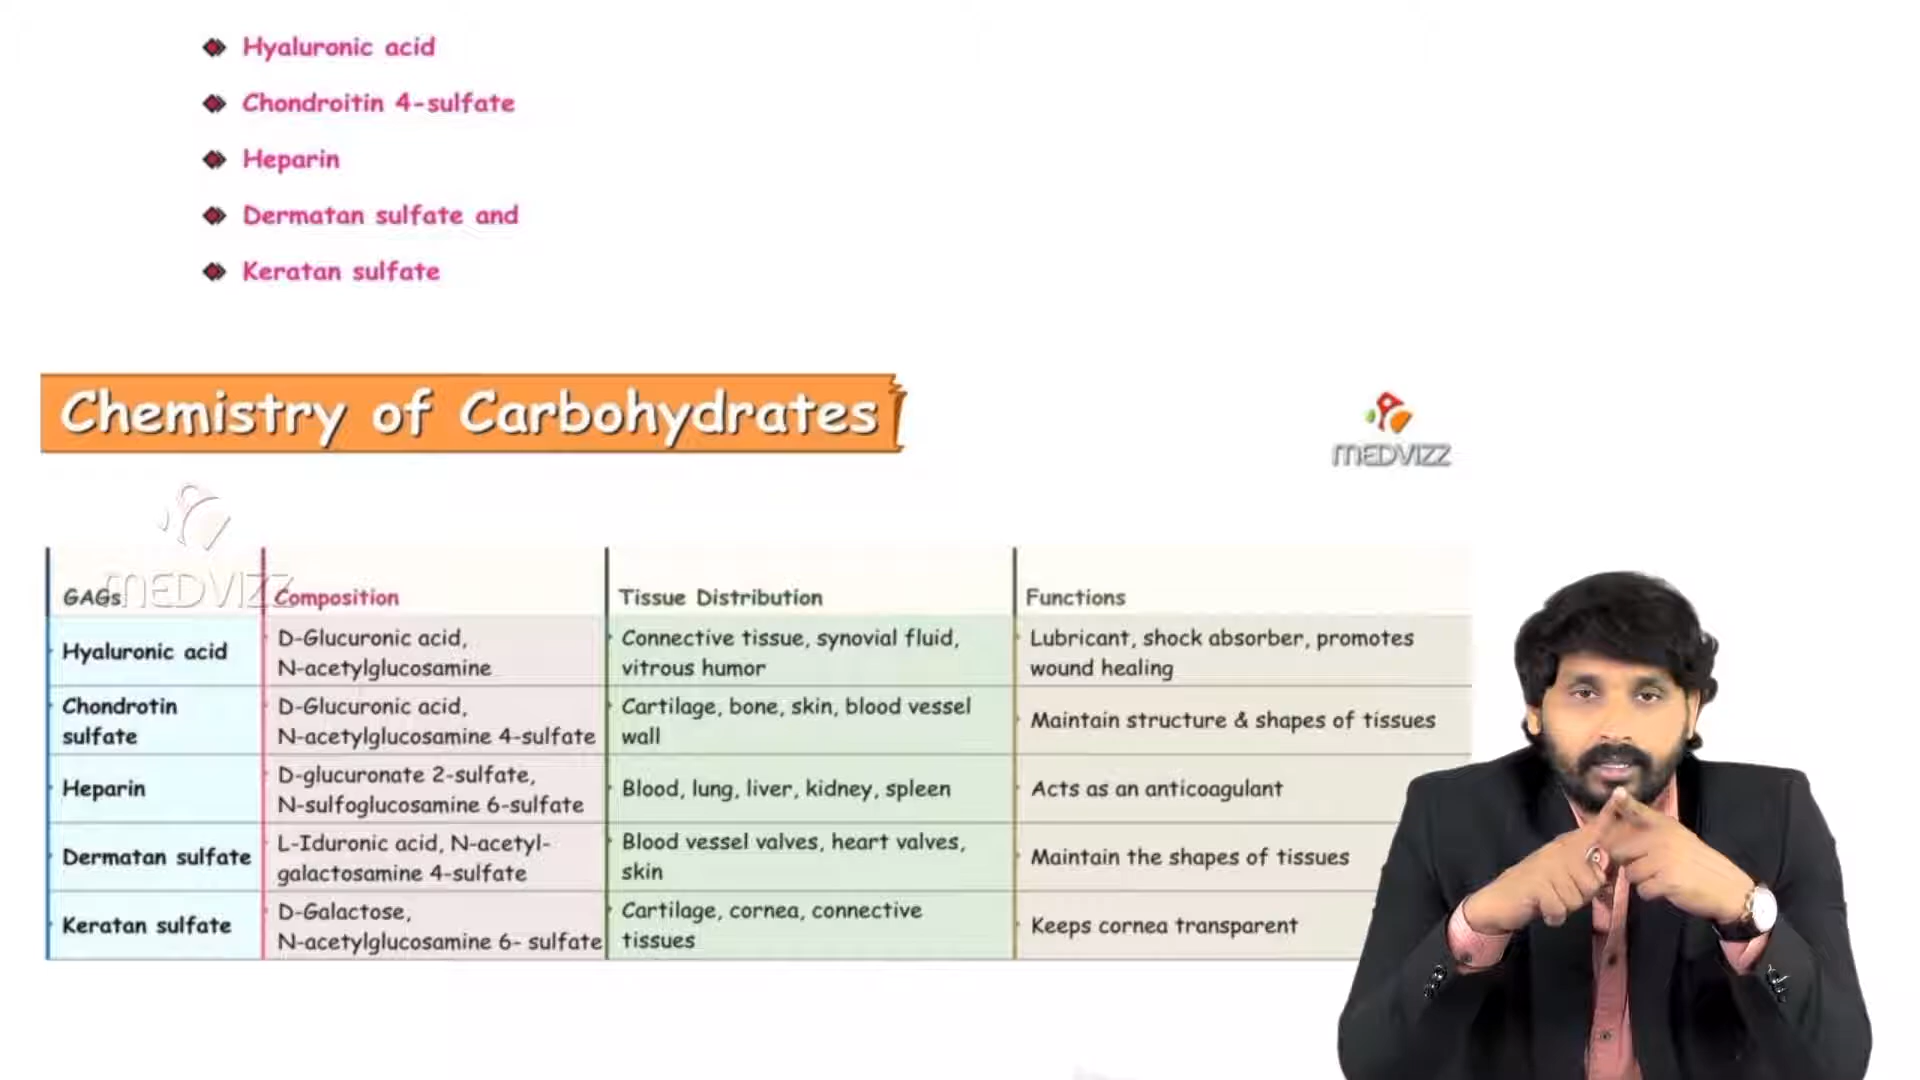 Hyaluronic acid
Chondroitin 4-sulfate
Heparin
Dermatan sulfate and
Keratan sulfate
Chemistry of Carbohydrates
MEDVIZZ
MEDVIZZ
GAGs
Composition
Tissue Distribution
Functions
Hyaluronic acid
D-Glucuronic acid,
N-acetylglucosamine
Connective tissue, synovial fluid,
vitrous humor
Lubricant, shock absorber, promotes
wound healing
Chondrotin
sulfate
D-Glucuronic acid,
N-acetylglucosamine 4-sulfate
Cartilage, bone, skin, blood vessel
wall
Maintain structure & shapes of tissues
Heparin
D-glucuronate 2-sulfate,
N-sulfoglucosamine 6-sulfate
Blood, lung, liver, kidney, spleen
Acts as an anticoagulant
Dermatan sulfate
L-Iduronic acid, N-acetyl-
galactosamine 4-sulfate
Blood vessel valves, heart valves,
skin
Maintain the shapes of tissues
Keratan sulfate
D-Galactose,
N-acetylglucosamine 6- sulfate
Cartilage, cornea, connective
tissues
Keeps cornea transparent